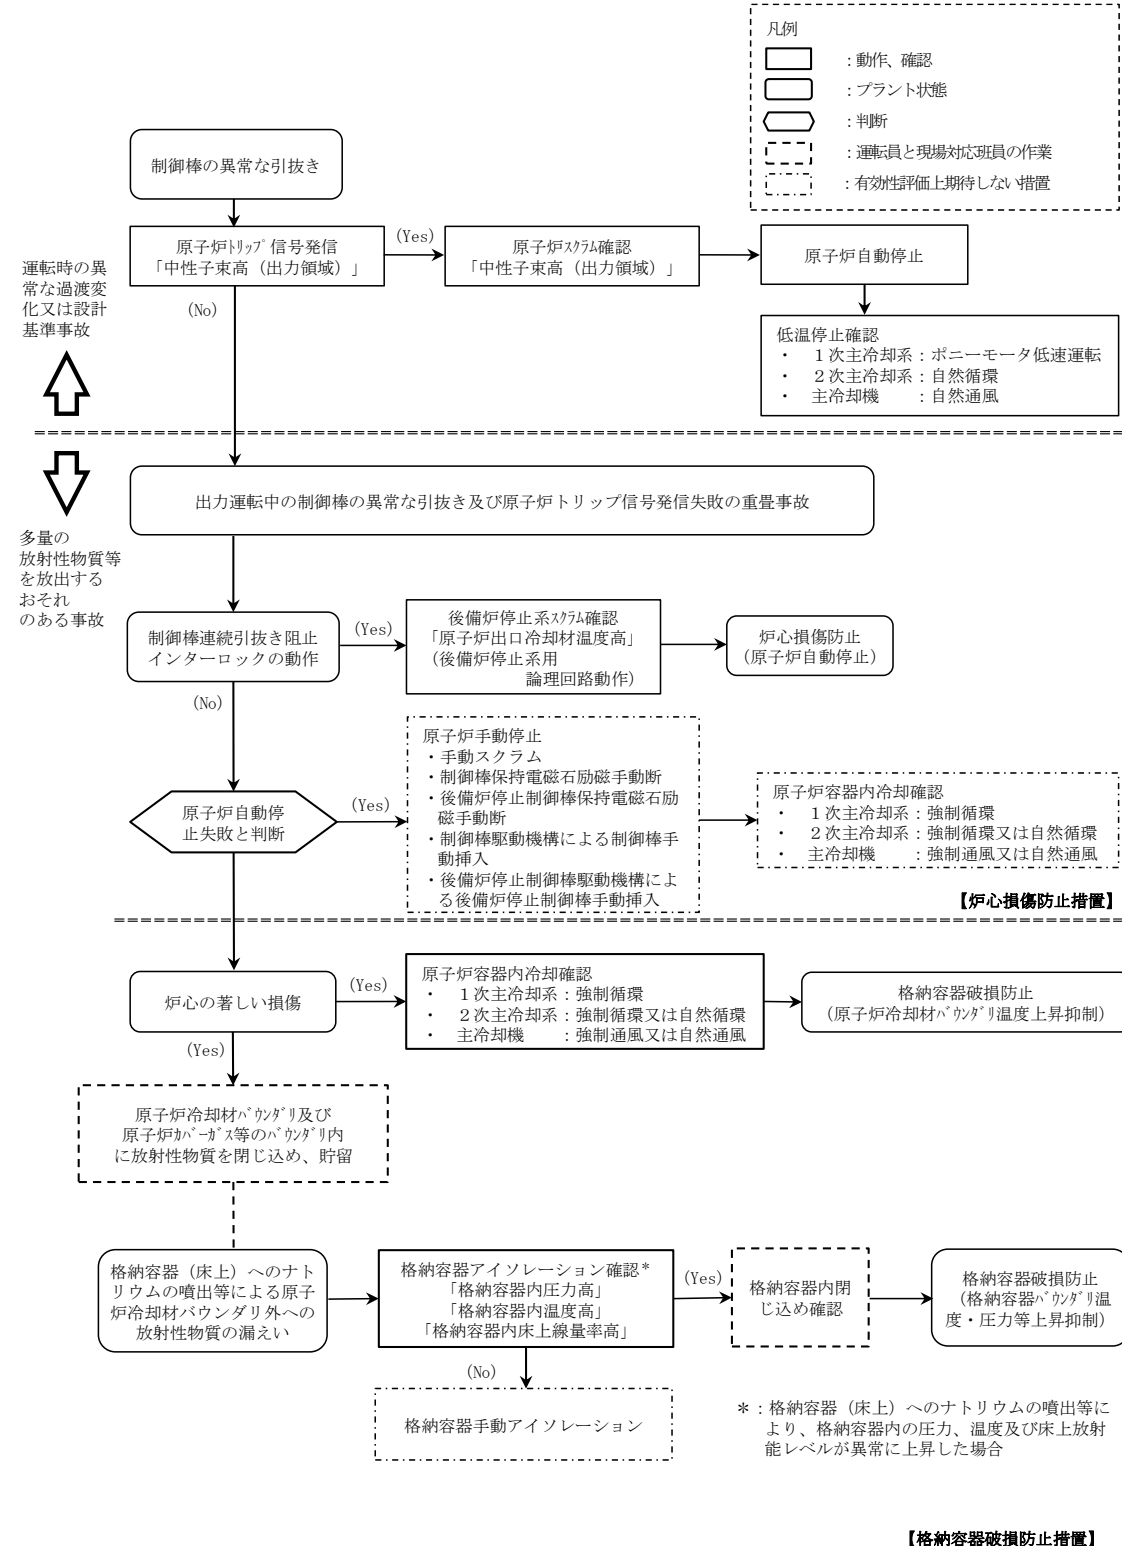 凡例
：動作、確認
：プラント状態
：判断
：運転員と現場対応班員の作業
：有効性評価上期待しない措置
制御棒の異常な引抜き
原子炉ﾄﾘｯﾌﾟ信号発信
「中性子束高（出力領域）」
(Yes)
原子炉ｽｸﾗﾑ確認
「中性子束高（出力領域）」
原子炉自動停止
(No)
運転時の異
常な過渡変
化又は設計
基準事故
低温停止確認
・　１次主冷却系：ポニーモータ低速運転
・　２次主冷却系：自然循環
・　主冷却機　　：自然通風
出力運転中の制御棒の異常な引抜き及び原子炉トリップ信号発信失敗の重畳事故
多量の
放射性物質等
を放出する
おそれ
のある事故
制御棒連続引抜き阻止
インターロックの動作
(Yes)
後備炉停止系ｽｸﾗﾑ確認
「原子炉出口冷却材温度高」
（後備炉停止系用
論理回路動作）
炉心損傷防止
（原子炉自動停止）
(No)
原子炉自動停
止失敗と判断
(Yes)
原子炉手動停止
・手動スクラム
・制御棒保持電磁石励磁手動断
・後備炉停止制御棒保持電磁石励
磁手動断
・制御棒駆動機構による制御棒手
動挿入
・後備炉停止制御棒駆動機構によ
る後備炉停止制御棒手動挿入
原子炉容器内冷却確認
・　１次主冷却系：強制循環
・　２次主冷却系：強制循環又は自然循環
・　主冷却機　　：強制通風又は自然通風
【炉心損傷防止措置】
炉心の著しい損傷
(Yes)
原子炉容器内冷却確認
・　１次主冷却系：強制循環
・　２次主冷却系：強制循環又は自然循環
・　主冷却機　　：強制通風又は自然通風
格納容器破損防止
（原子炉冷却材ﾊﾞｳﾝﾀﾞﾘ温度上昇抑制）
(Yes)
原子炉冷却材ﾊﾞｳﾝﾀﾞﾘ及び
原子炉ｶﾊﾞｰｶﾞｽ等のﾊﾞｳﾝﾀﾞﾘ内
に放射性物質を閉じ込め、貯留
格納容器（床上）へのナト
リウムの噴出等による原子
炉冷却材バウンダリ外への
放射性物質の漏えい
格納容器アイソレーション確認＊
「格納容器内圧力高」
「格納容器内温度高」
「格納容器内床上線量率高」
(Yes)
格納容器内閉
じ込め確認
格納容器破損防止
（格納容器ﾊﾞｳﾝﾀﾞﾘ温
度・圧力等上昇抑制）
(No)
格納容器手動アイソレーション
＊：格納容器（床上）へのナトリウムの噴出等に
より、格納容器内の圧力、温度及び床上放射
能レベルが異常に上昇した場合
【格納容器破損防止措置】